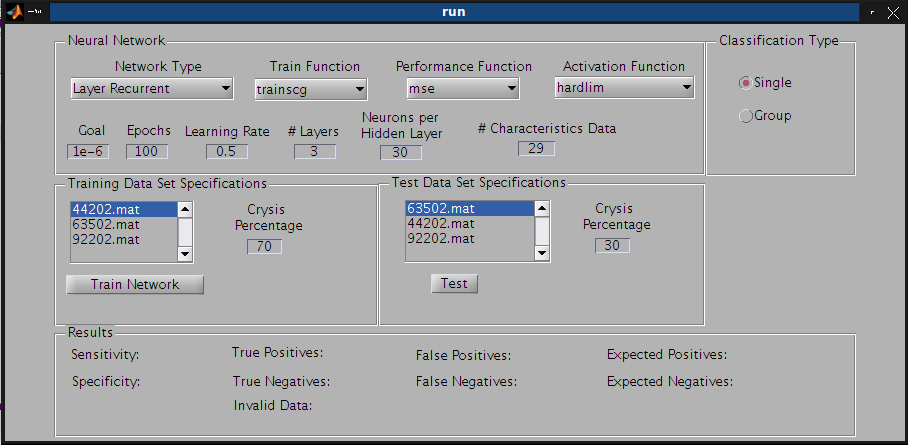 run
Neural Network
Classification Type
Network Type Train Function Performance Function Activation Function
Layer Recurrent trainscg mse hardlim
Single
Group
Goal Epochs Learning Rate # Layers Neurons per Hidden Layer # Characteristics Data
1e-6 100 0.5 3 30 29
Training Data Set Specifications
44202.mat
63502.mat
92202.mat
Crysis
Percentage
70
Train Network
Test Data Set Specifications
63502.mat
44202.mat
92202.mat
Crysis
Percentage
30
Test
Results
Sensitivity: True Positives: False Positives: Expected Positives:
Specificity: True Negatives: False Negatives: Expected Negatives:
Invalid Data: